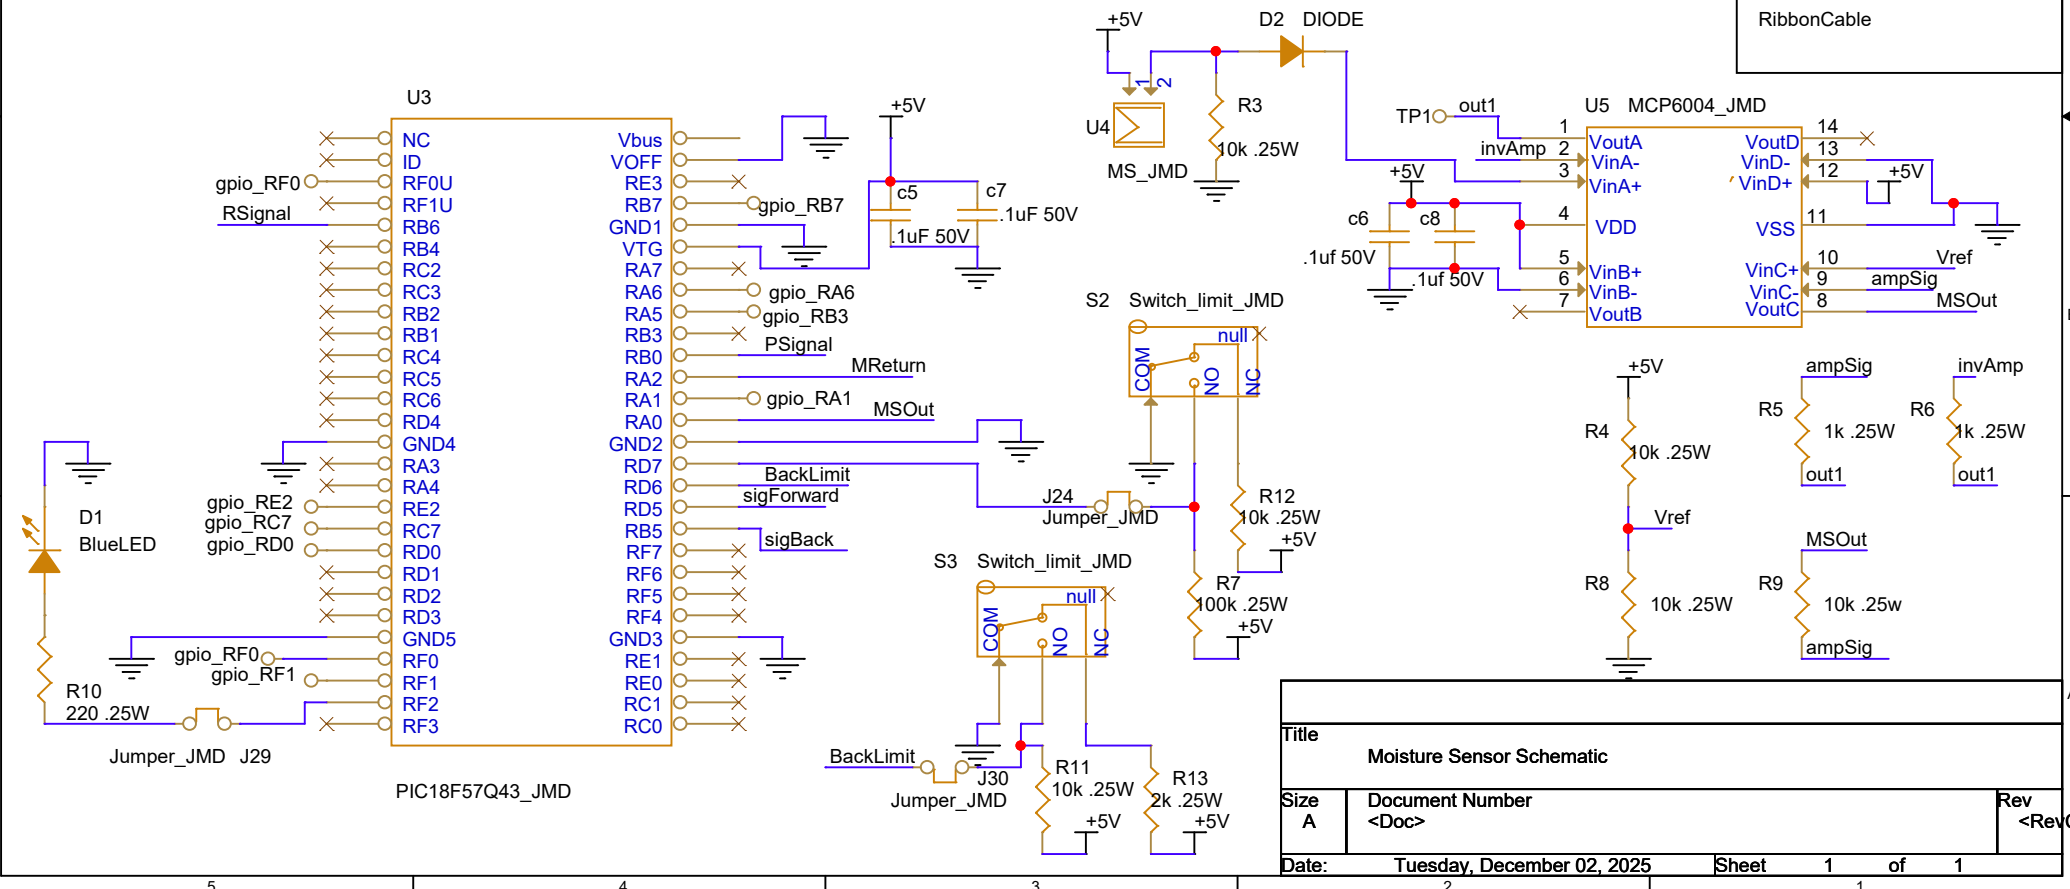 RibbonCable
+5V
D2 DIODE
1
2
U4
MS_JMD
R3
10k .25W
U3
NC
ID
RF0U
RF1U
RB6
RB4
RC2
RC3
RB2
RB1
RC4
RC5
RC6
RD4
GND4
RA3
RA4
RE2
RC7
RD0
RD1
RD2
RD3
GND5
RF0
RF1
RF2
RF3
Vbus
VOFF
RE3
RB7
GND1
VTG
RA7
RA6
RA5
RB3
RB0
RA2
RA1
RA0
GND2
RD7
RD6
RD5
RB5
RF7
RF6
RF5
RF4
GND3
RE1
RE0
RC1
RC0
PIC18F57Q43_JMD
gpio_RF0
RSignal
gpio_RE2
gpio_RC7
gpio_RD0
gpio_RF0
gpio_RF1
D1
BlueLED
R10
220 .25W
Jumper_JMD J29
+5V
c5
.1uF 50V
c7
.1uF 50V
gpio_RB7
gpio_RA6
gpio_RB3
PSignal
MReturn
gpio_RA1
MSOut
BackLimit
sigForward
sigBack
S2 Switch_limit_JMD
null
COM
NO
NC
J24
Jumper_JMD
R12
10k .25W
+5V
R7
100k .25W
+5V
S3 Switch_limit_JMD
null
COM
NO
NC
BackLimit
J30
Jumper_JMD
R11
10k .25W
+5V
R13
2k .25W
+5V
TP1
out1
invAmp
U5 MCP6004_JMD
1
2
3
4
5
6
7
VoutA
VinA-
VinA+
VDD
VinB+
VinB-
VoutB
VoutD
VinD-
VinD+
VSS
VinC+
VinC-
VoutC
14
13
12
11
10
9
8
+5V
c6
.1uf 50V
c8
.1uf 50V
+5V
Vref
ampSig
MSOut
+5V
R4
10k .25W
Vref
R8
10k .25W
ampSig
R5
1k .25W
out1
invAmp
R6
1k .25W
out1
MSOut
R9
10k .25w
ampSig
Title
Moisture Sensor Schematic
Size
A
Document Number
<Doc>
Rev
Date:
Tuesday, December 02, 2025
Sheet 1 of 1
5
4
3
2
1